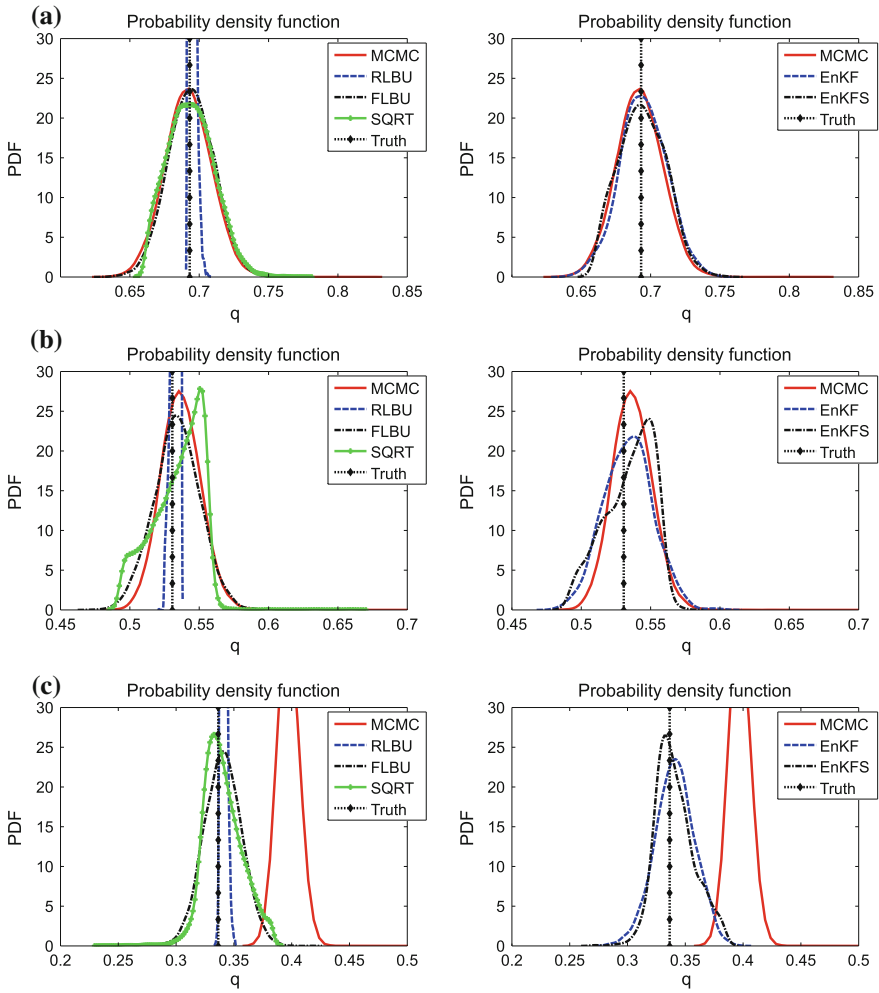 (a)
Probability density function
PDF
30
25
20
15
10
5
0
0.65 0.7 0.75 0.8 0.85
q
MCMC
RLBU
FLBU
SQRT
Truth
Probability density function
PDF
30
25
20
15
10
5
0
0.65 0.7 0.75 0.8 0.85
q
MCMC
EnKF
EnKFS
Truth
(b)
Probability density function
PDF
30
25
20
15
10
5
0
0.45 0.5 0.55 0.6 0.65 0.7
q
MCMC
RLBU
FLBU
SQRT
Truth
Probability density function
PDF
30
25
20
15
10
5
0
0.45 0.5 0.55 0.6 0.65 0.7
q
MCMC
EnKF
EnKFS
Truth
(c)
Probability density function
PDF
30
25
20
15
10
5
0
0.2 0.25 0.3 0.35 0.4 0.45 0.5
q
MCMC
RLBU
FLBU
SQRT
Truth
Probability density function
PDF
30
25
20
15
10
5
0
0.2 0.25 0.3 0.35 0.4 0.45 0.5
q
MCMC
EnKF
EnKFS
Truth